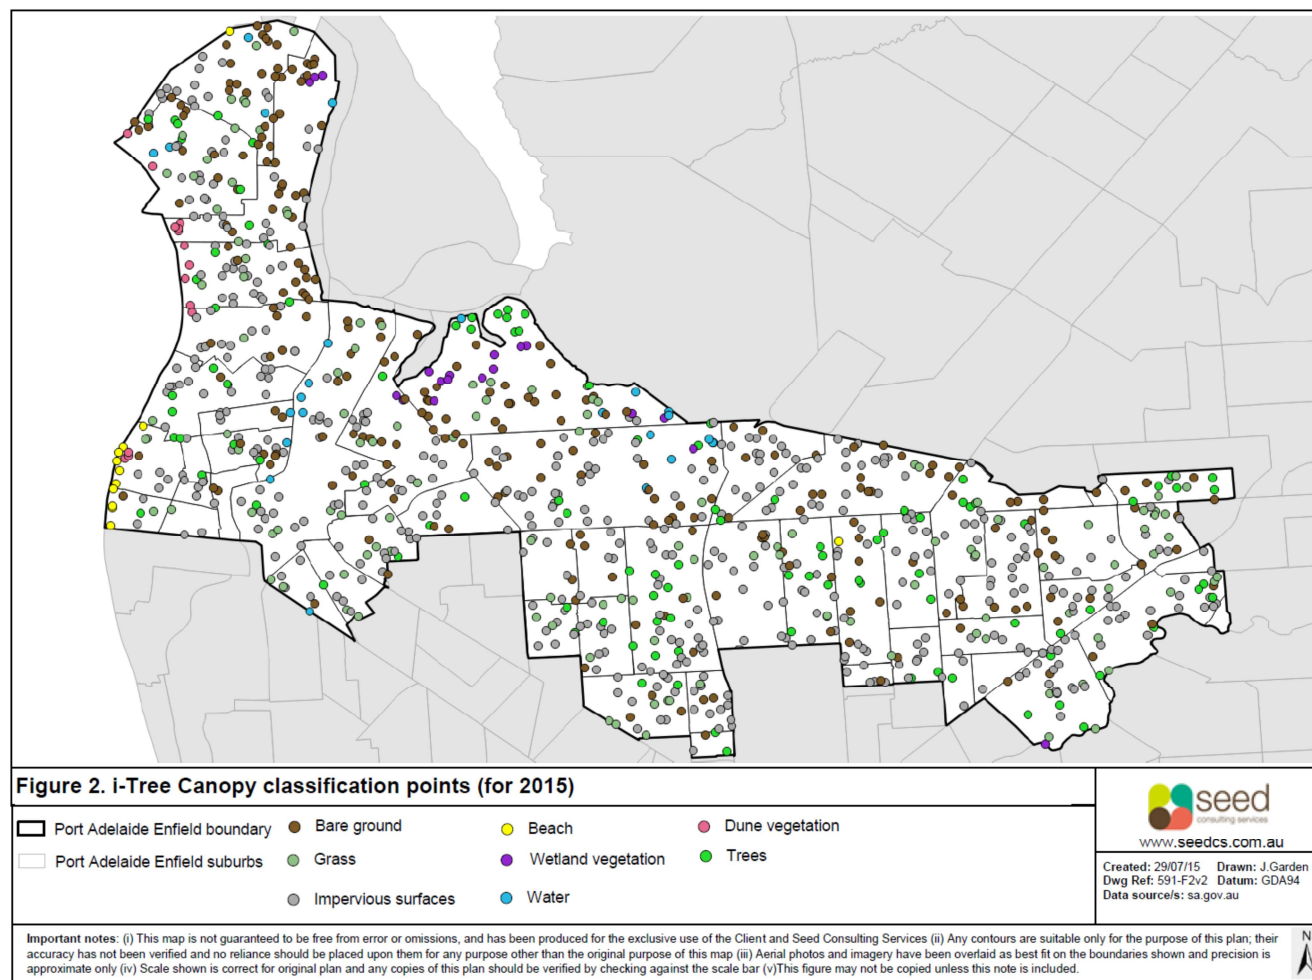 Figure 2. i-Tree Canopy classification points (for 2015)
Port Adelaide Enfield boundary
Bare ground
Beach
Dune vegetation
Port Adelaide Enfield suburbs
Grass
Wetland vegetation
Trees
Impervious surfaces
Water
seed
consulting services
www.seedcs.com.au
Created: 29/07/15 Drawn: J.Garden
Dwg Ref: 591-F2v2 Datum: GDA94
Data source/s: sa.gov.au
Important notes: (i) This map is not guaranteed to be free from error or omissions, and has been produced for the exclusive use of the Client and Seed Consulting Services (ii) Any contours are suitable only for the purpose of this plan; their
accuracy has not been verified and no reliance should be placed upon them for any purpose other than the original purpose of this map (iii) Aerial photos and imagery have been overlaid as best fit on the boundaries shown and precision is
approximate only (iv) Scale shown is correct for original plan and any copies of this plan should be verified by checking against the scale bar (v)This figure may not be copied unless this note is included.
N